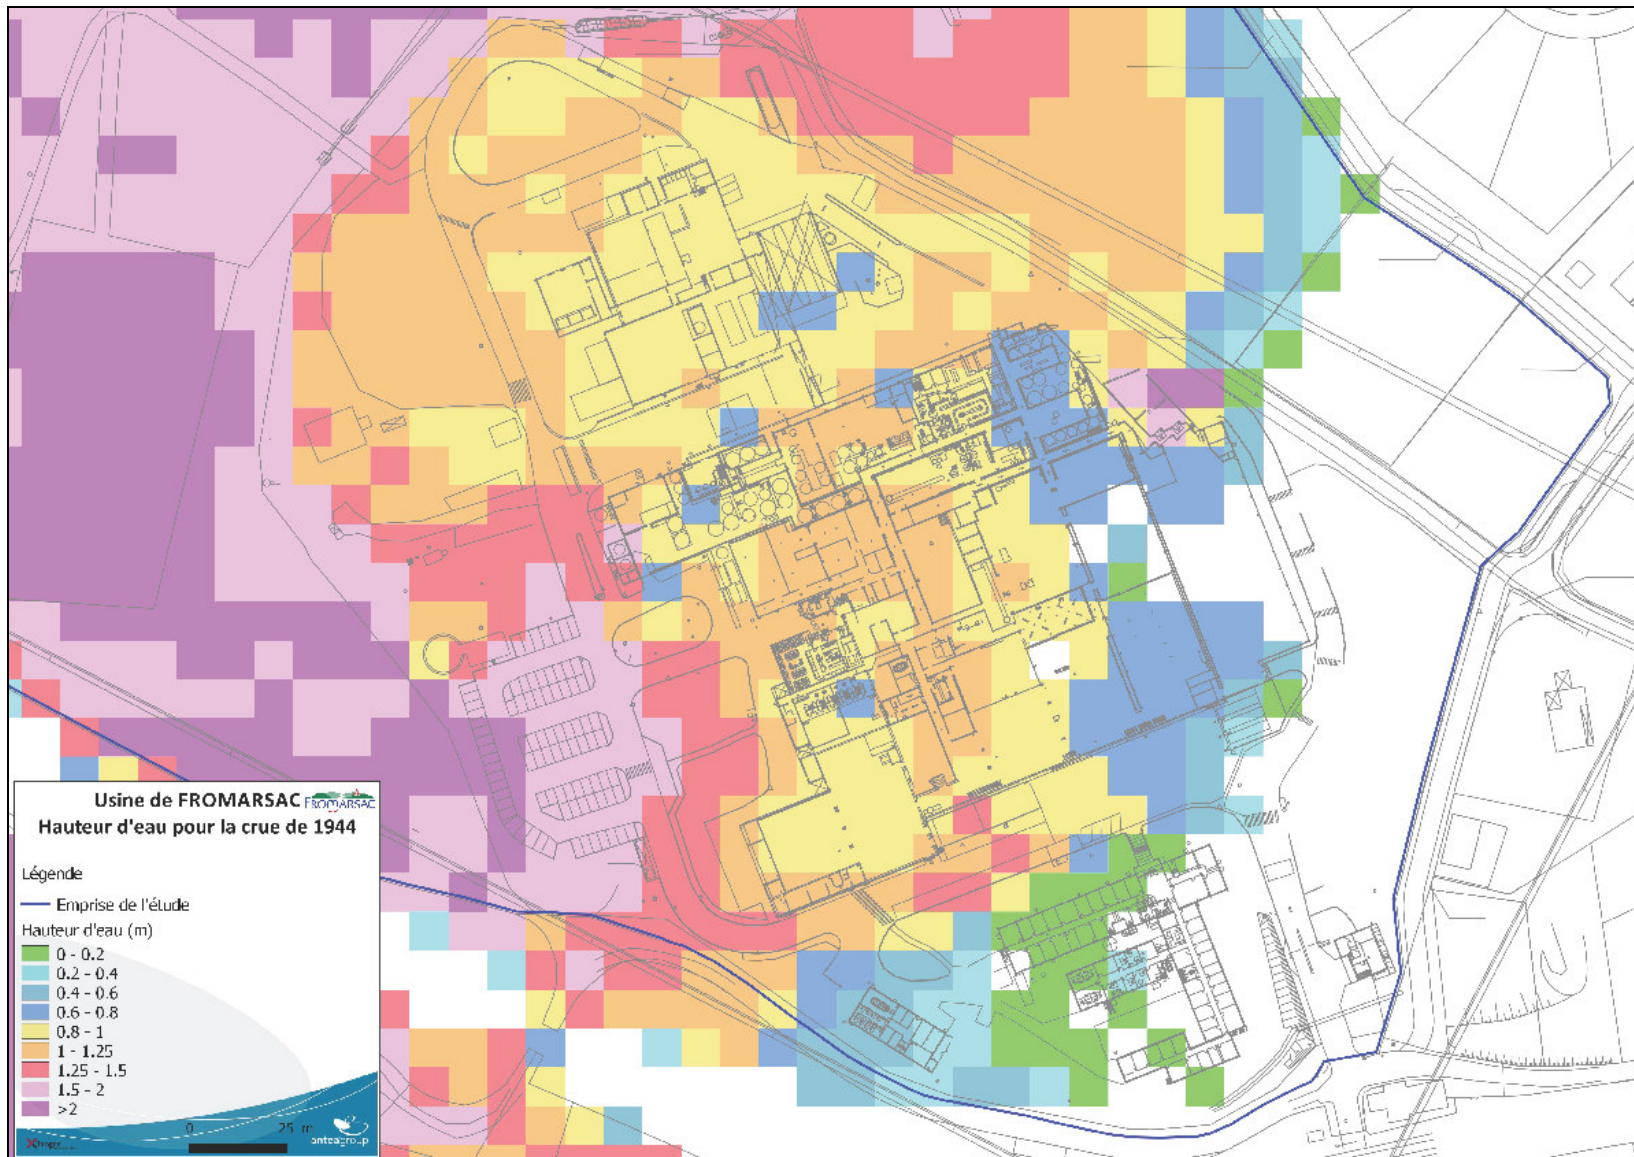 Usine de FROMARSAC FROMARSAC
Hauteur d'eau pour la crue de 1944
Légende
Emprise de l'étude
Hauteur d'eau (m)
0 - 0.2
0.2 - 0.4
0.4 - 0.6
0.6 - 0.8
0.8 - 1
1 - 1.25
1.25 - 1.5
1.5 - 2
>2
0 25 m
anteagroup